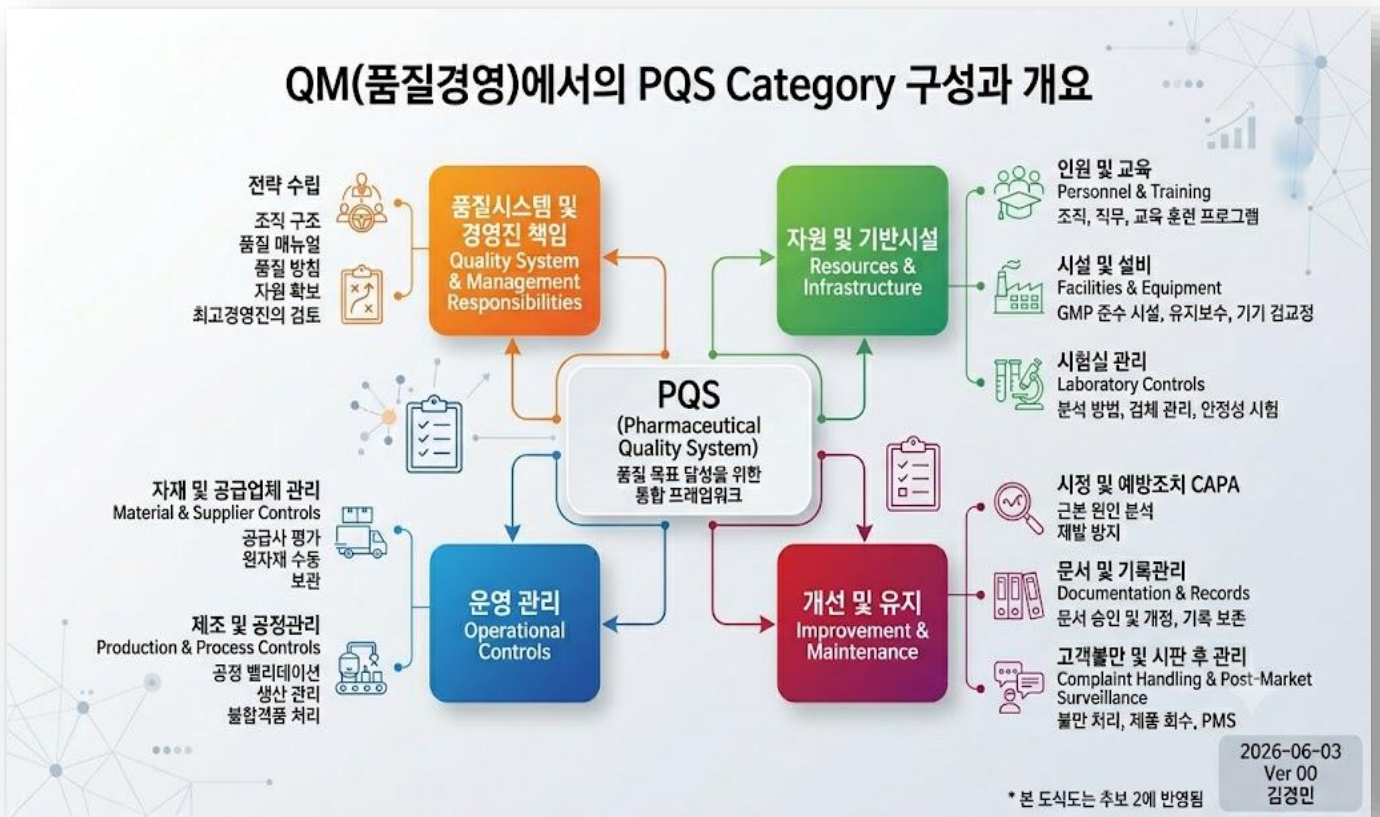 QM(품질경영)에서의 PQS Category 구성과 개요
전략 수립
조직 구조
품질 매뉴얼
품질 방침
자원 확보
최고경영진의 검토
품질시스템 및
경영진 책임
Quality System
& Management
Responsibilities
자원 및 기반시설
Resources &
Infrastructure
인원 및 교육
Personnel & Training
조직, 직무, 교육 훈련 프로그램
시설 및 설비
Facilities & Equipment
GMP 준수 시설, 유지보수, 기기 검교정
시험실 관리
Laboratory Controls
분석 방법, 검체 관리, 안정성 시험
PQS
(Pharmaceutical
Quality System)
품질 목표 달성을 위한
통합 프래임워크
자재 및 공급업체 관리
Material & Supplier Controls
공급사 평가
원자재 수동
보관
제조 및 공정관리
Production & Process Controls
공정 밸리데이션
생산 관리
불합격품 처리
운영 관리
Operational
Controls
개선 및 유지
Improvement &
Maintenance
시정 및 예방조치 CAPA
근본 원인 분석
재발 방지
문서 및 기록관리
Documentation & Records
문서 승인 및 개정, 기록 보존
고객불만 및 시판 후 관리
Complaint Handling & Post-Market
Surveillance
불만 처리, 제품 회수, PMS
* 본 도식도는 추보 2에 반영됨
2026-06-03
Ver 00
김경민